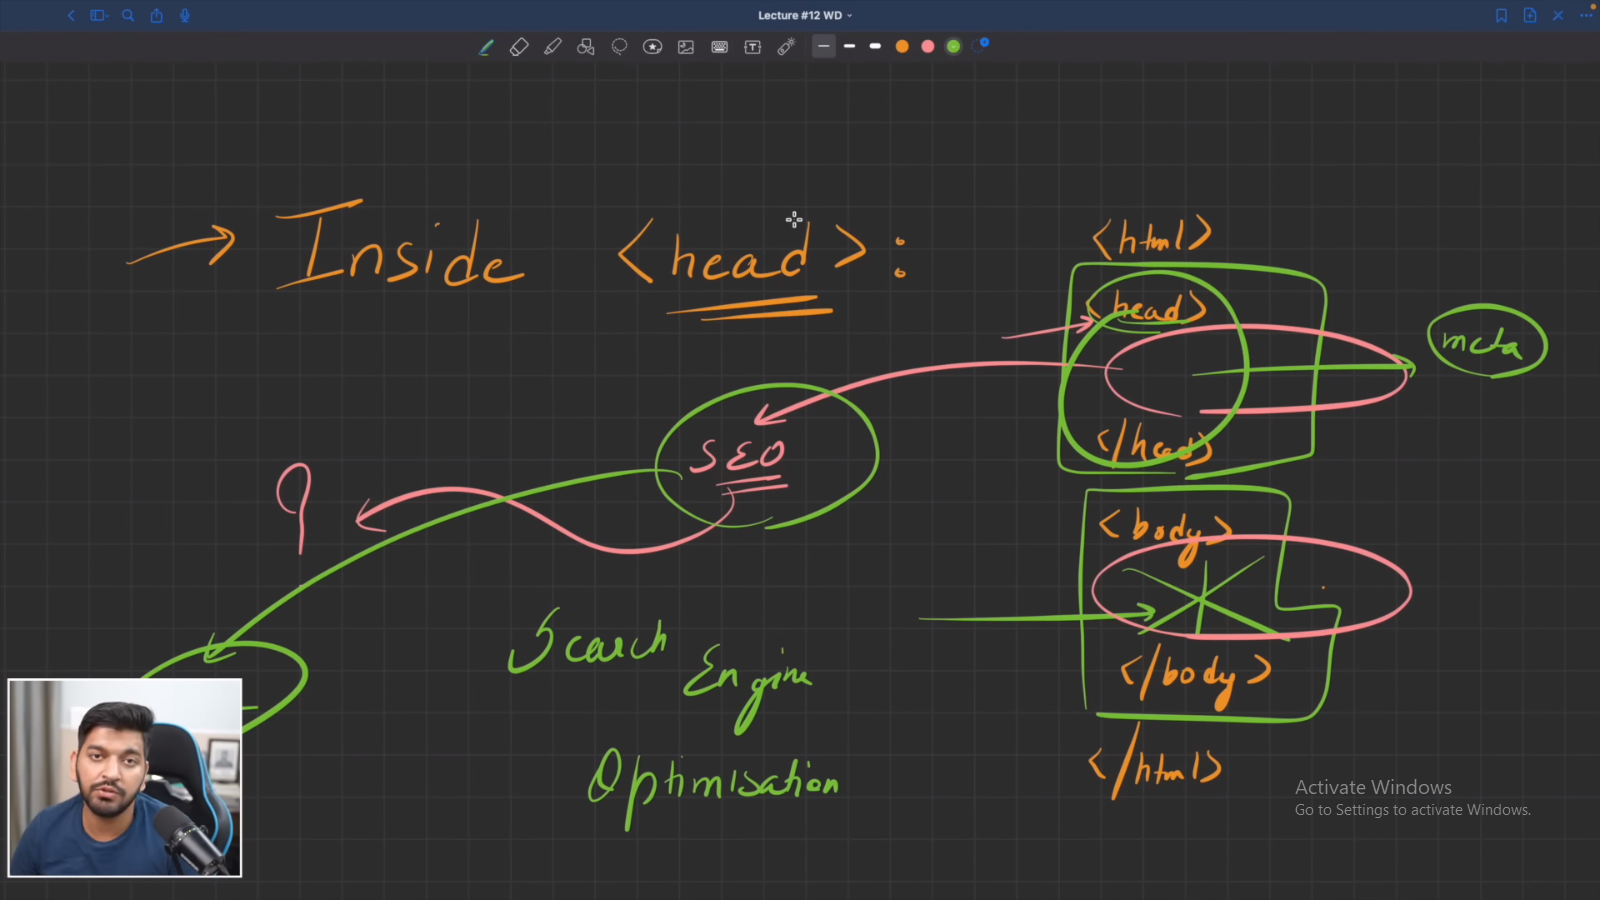 Lecture #12 WD
Inside <head>:
<html>
<head>
meta
</head>
SEO
<body>
Search
Engine
Optimisation
</body>
</html>
Activate Windows
Go to Settings to activate Windows.